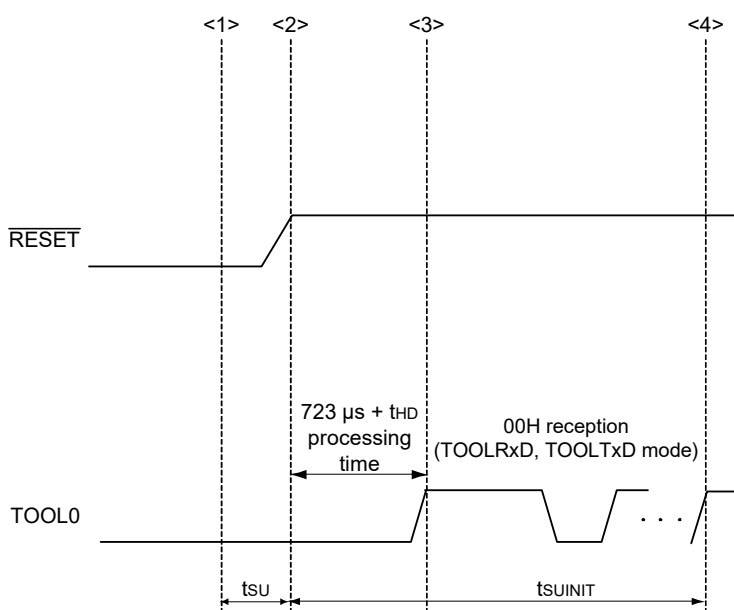 <1> <2> <3> <4>
RESET
723 µs + tHD
processing
time
00H reception
(TOOLRxD, TOOLTxD mode)
TOOL0
. . .
tSU
tSUINIT